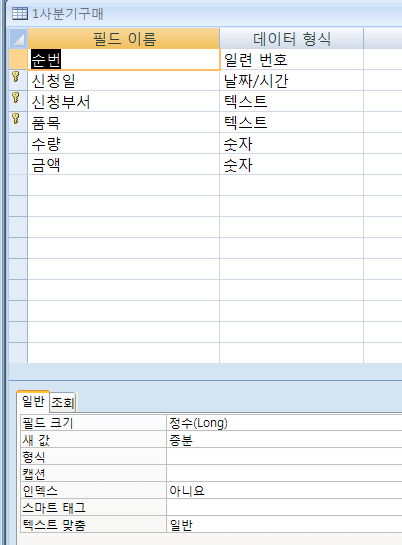 1사분기구매
필드 이름 데이터 형식
순번 일련 번호
신청일 날짜/시간
신청부서 텍스트
품목 텍스트
수량 숫자
금액 숫자
일반 조회
필드 크기 정수(Long)
새 값 증분
형식
캡션
인덱스 아니요
스마트 태그
텍스트 맞춤 일반